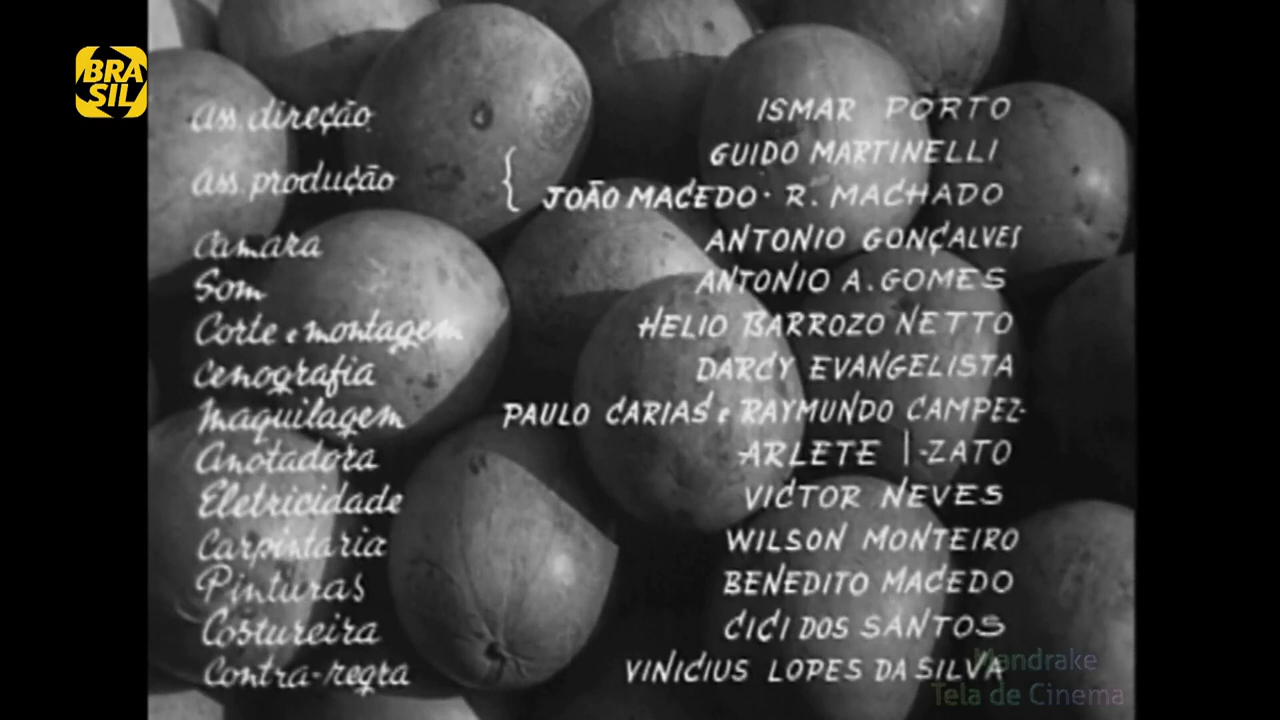 BRA
SIL
Ass. direção ISMAR PORTO
GUIDO MARTINELLI
Ass. produção { JOÃO MACEDO · R. MACHADO
Câmara ANTONIO GONÇALVES
Som ANTONIO A. GOMES
Corte e montagem HELIO BARROZO NETTO
Cenografia DARCY EVANGELISTA
Maquilagem PAULO CARIAS e RAYMUNDO CAMPEZ-
Anotadora ARLETE |-ZATO
Eletricidade VICTOR NEVES
Carpintaria WILSON MONTEIRO
Pinturas BENEDITO MACEDO
Costureira CICI DOS SANTOS
Contra-regra VINICIUS LOPES DA SILVA
Mandrake
Tela de Cinema